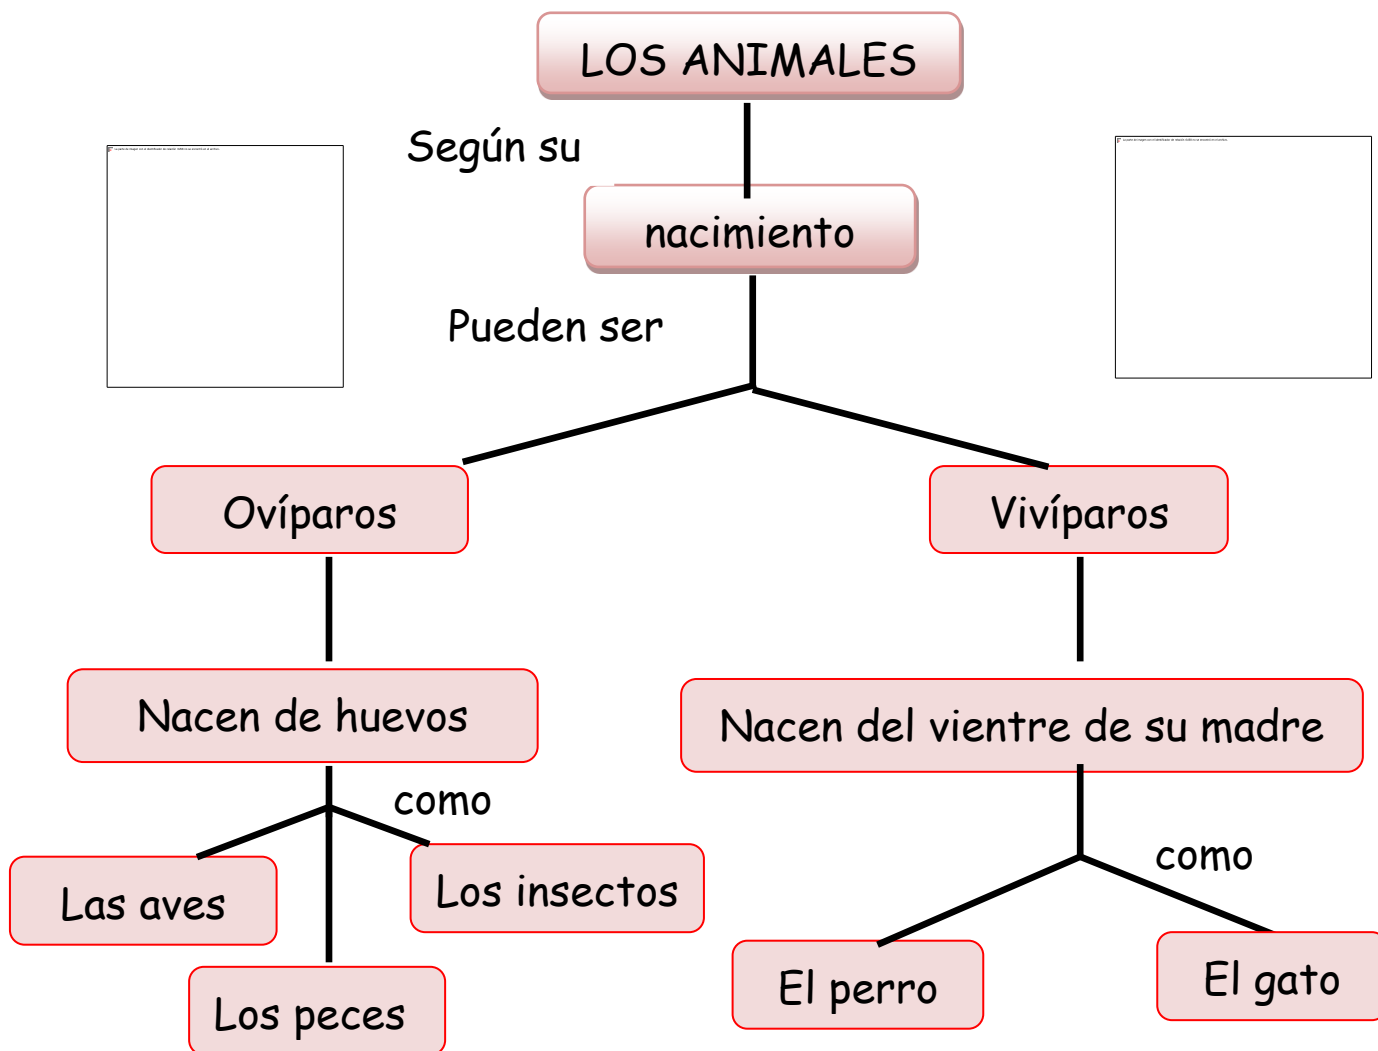 LOS ANIMALES
Según su
nacimiento
Pueden ser
Ovíparos
Vivíparos
Nacen de huevos
Nacen del vientre de su madre
como
como
Las aves
Los insectos
Los peces
El perro
El gato